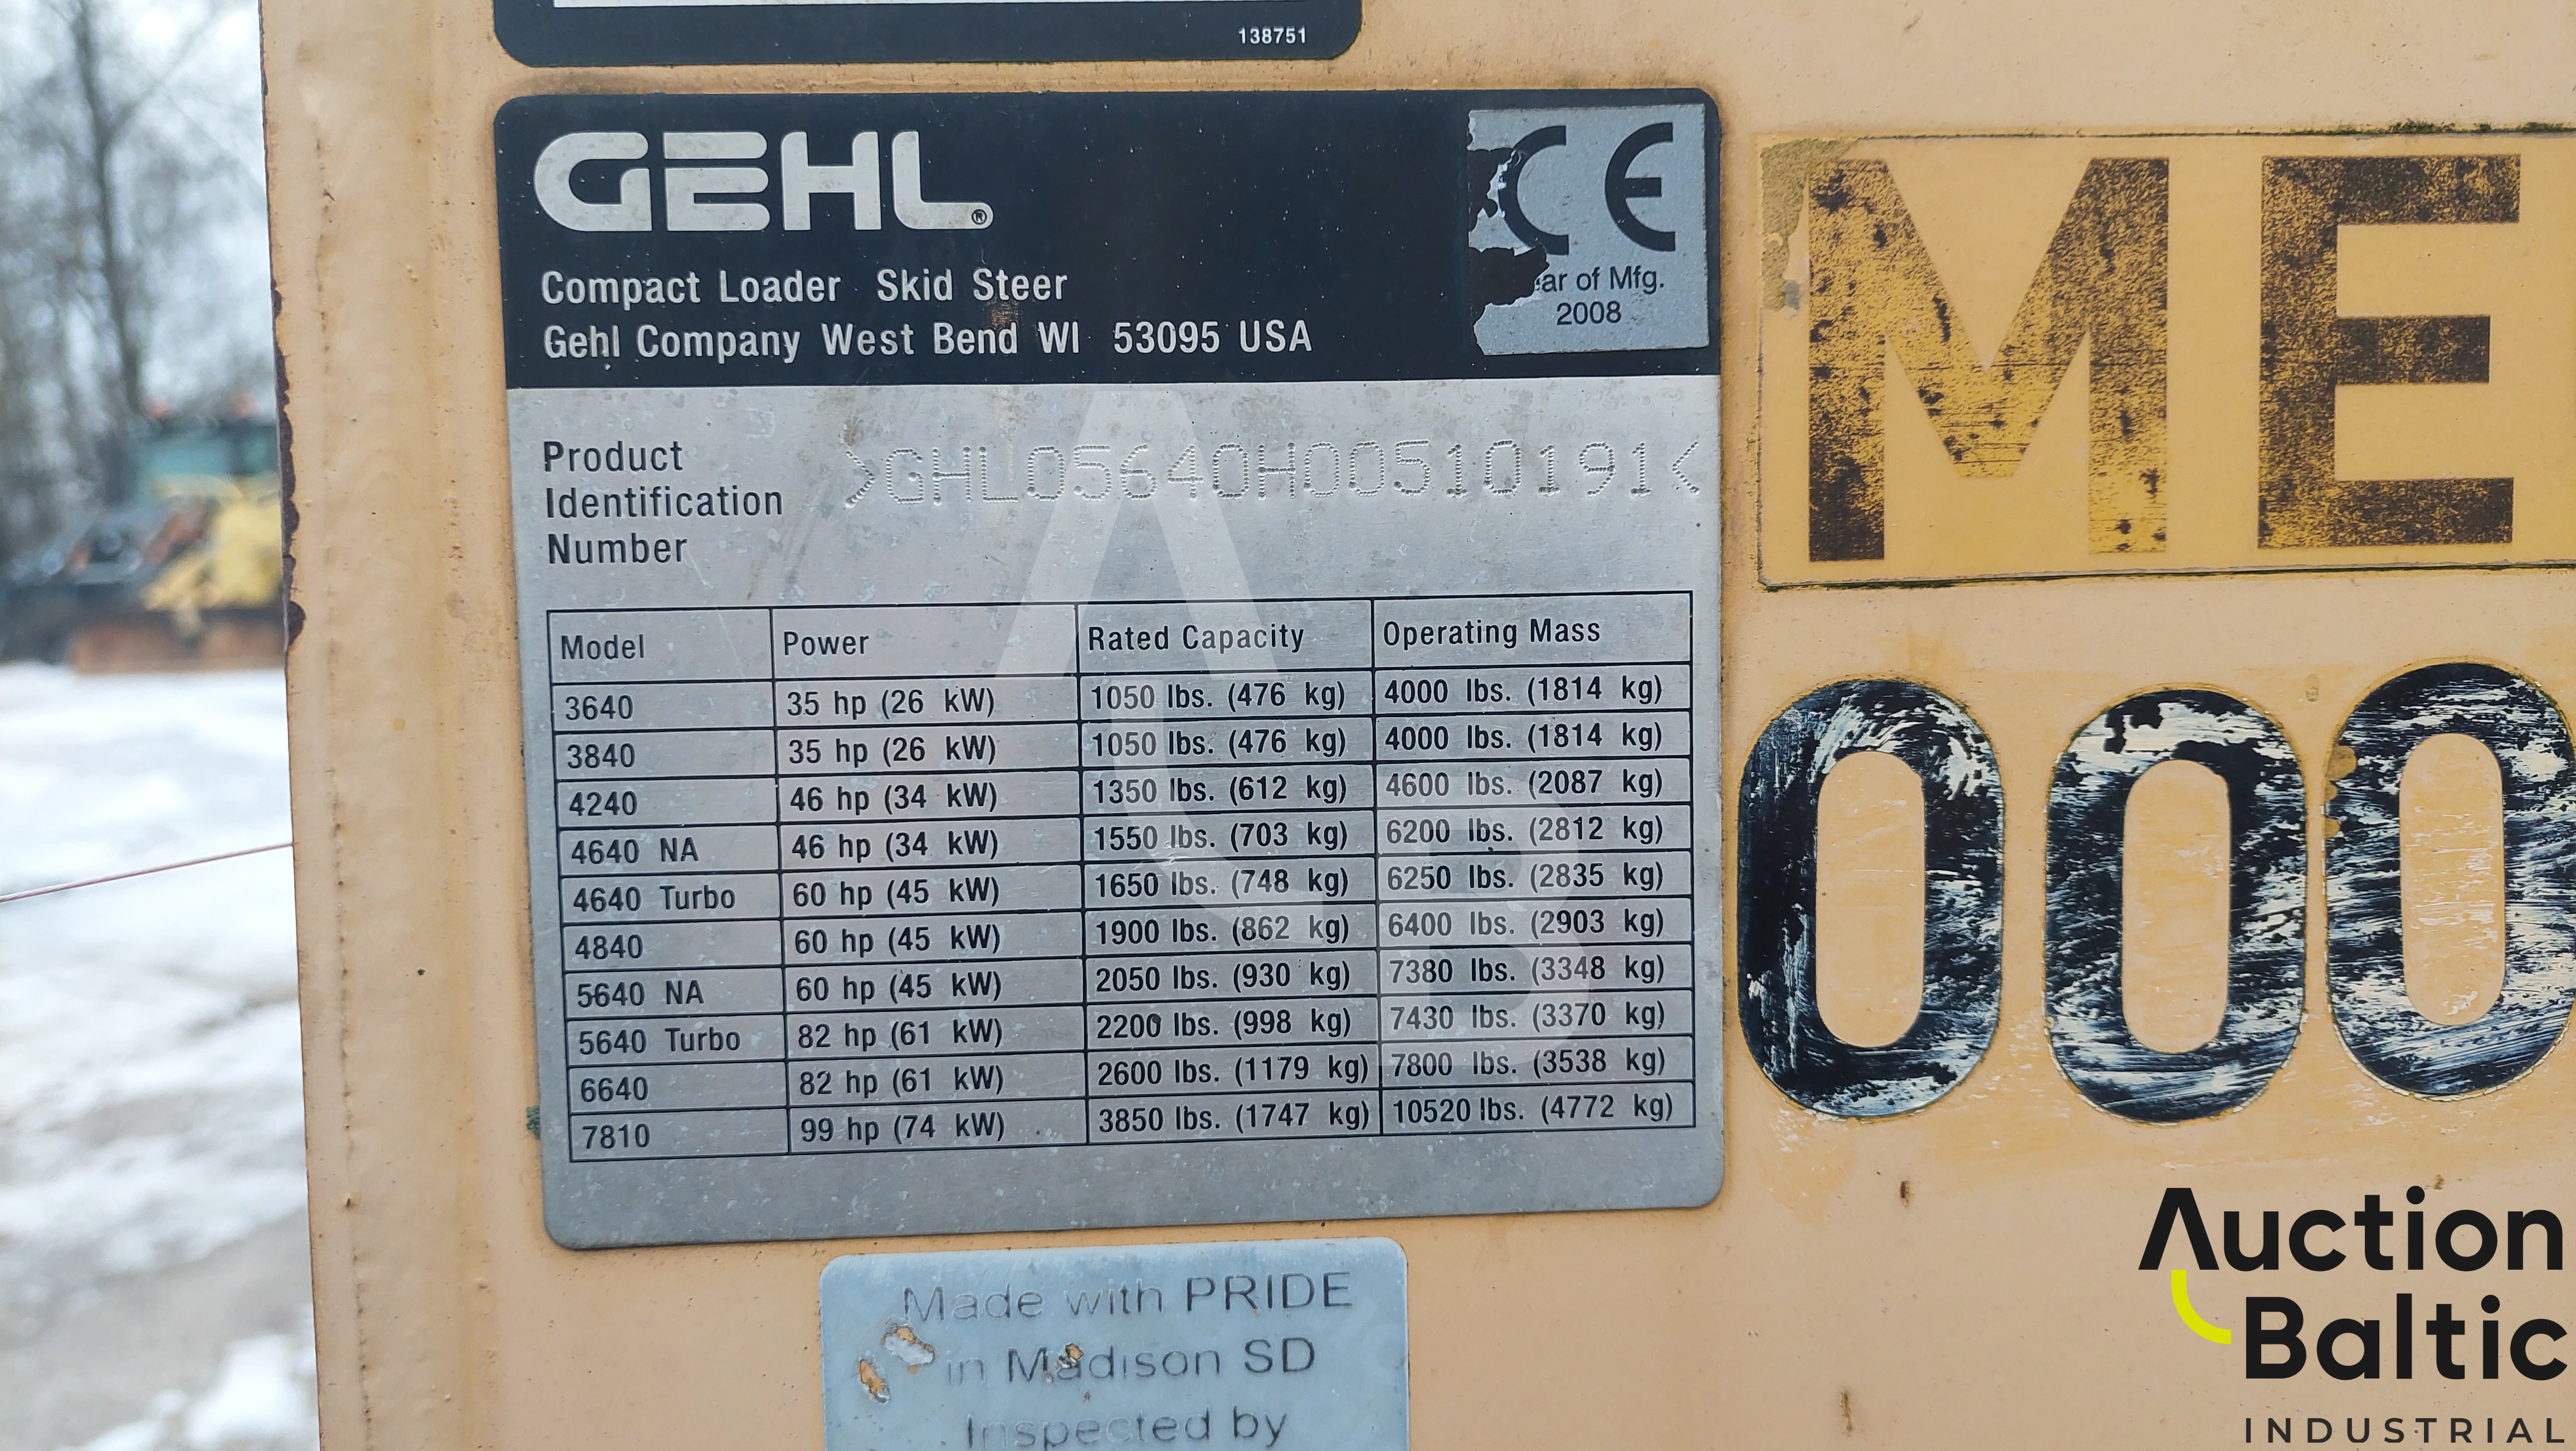 138751
GEHL®
CE
Compact Loader Skid Steer
ar of Mfg.
Gehl Company West Bend WI 53095 USA
2008
Product
Identification
Number
>GHL05640H00510191<
Model Power Rated Capacity Operating Mass
3640 35 hp (26 kW) 1050 lbs. (476 kg) 4000 lbs. (1814 kg)
3840 35 hp (26 kW) 1050 lbs. (476 kg) 4000 lbs. (1814 kg)
4240 46 hp (34 kW) 1350 lbs. (612 kg) 4600 lbs. (2087 kg)
4640 NA 46 hp (34 kW) 1550 lbs. (703 kg) 6200 lbs. (2812 kg)
4640 Turbo 60 hp (45 kW) 1650 lbs. (748 kg) 6250 lbs. (2835 kg)
4840 60 hp (45 kW) 1900 lbs. (862 kg) 6400 lbs. (2903 kg)
5640 NA 60 hp (45 kW) 2050 lbs. (930 kg) 7380 lbs. (3348 kg)
5640 Turbo 82 hp (61 kW) 2200 lbs. (998 kg) 7430 lbs. (3370 kg)
6640 82 hp (61 kW) 2600 lbs. (1179 kg) 7800 lbs. (3538 kg)
7810 99 hp (74 kW) 3850 lbs. (1747 kg) 10520 lbs. (4772 kg)
Made with PRIDE
in Madison SD
Inspected by
ME
000
Auction
Baltic
INDUSTRIAL